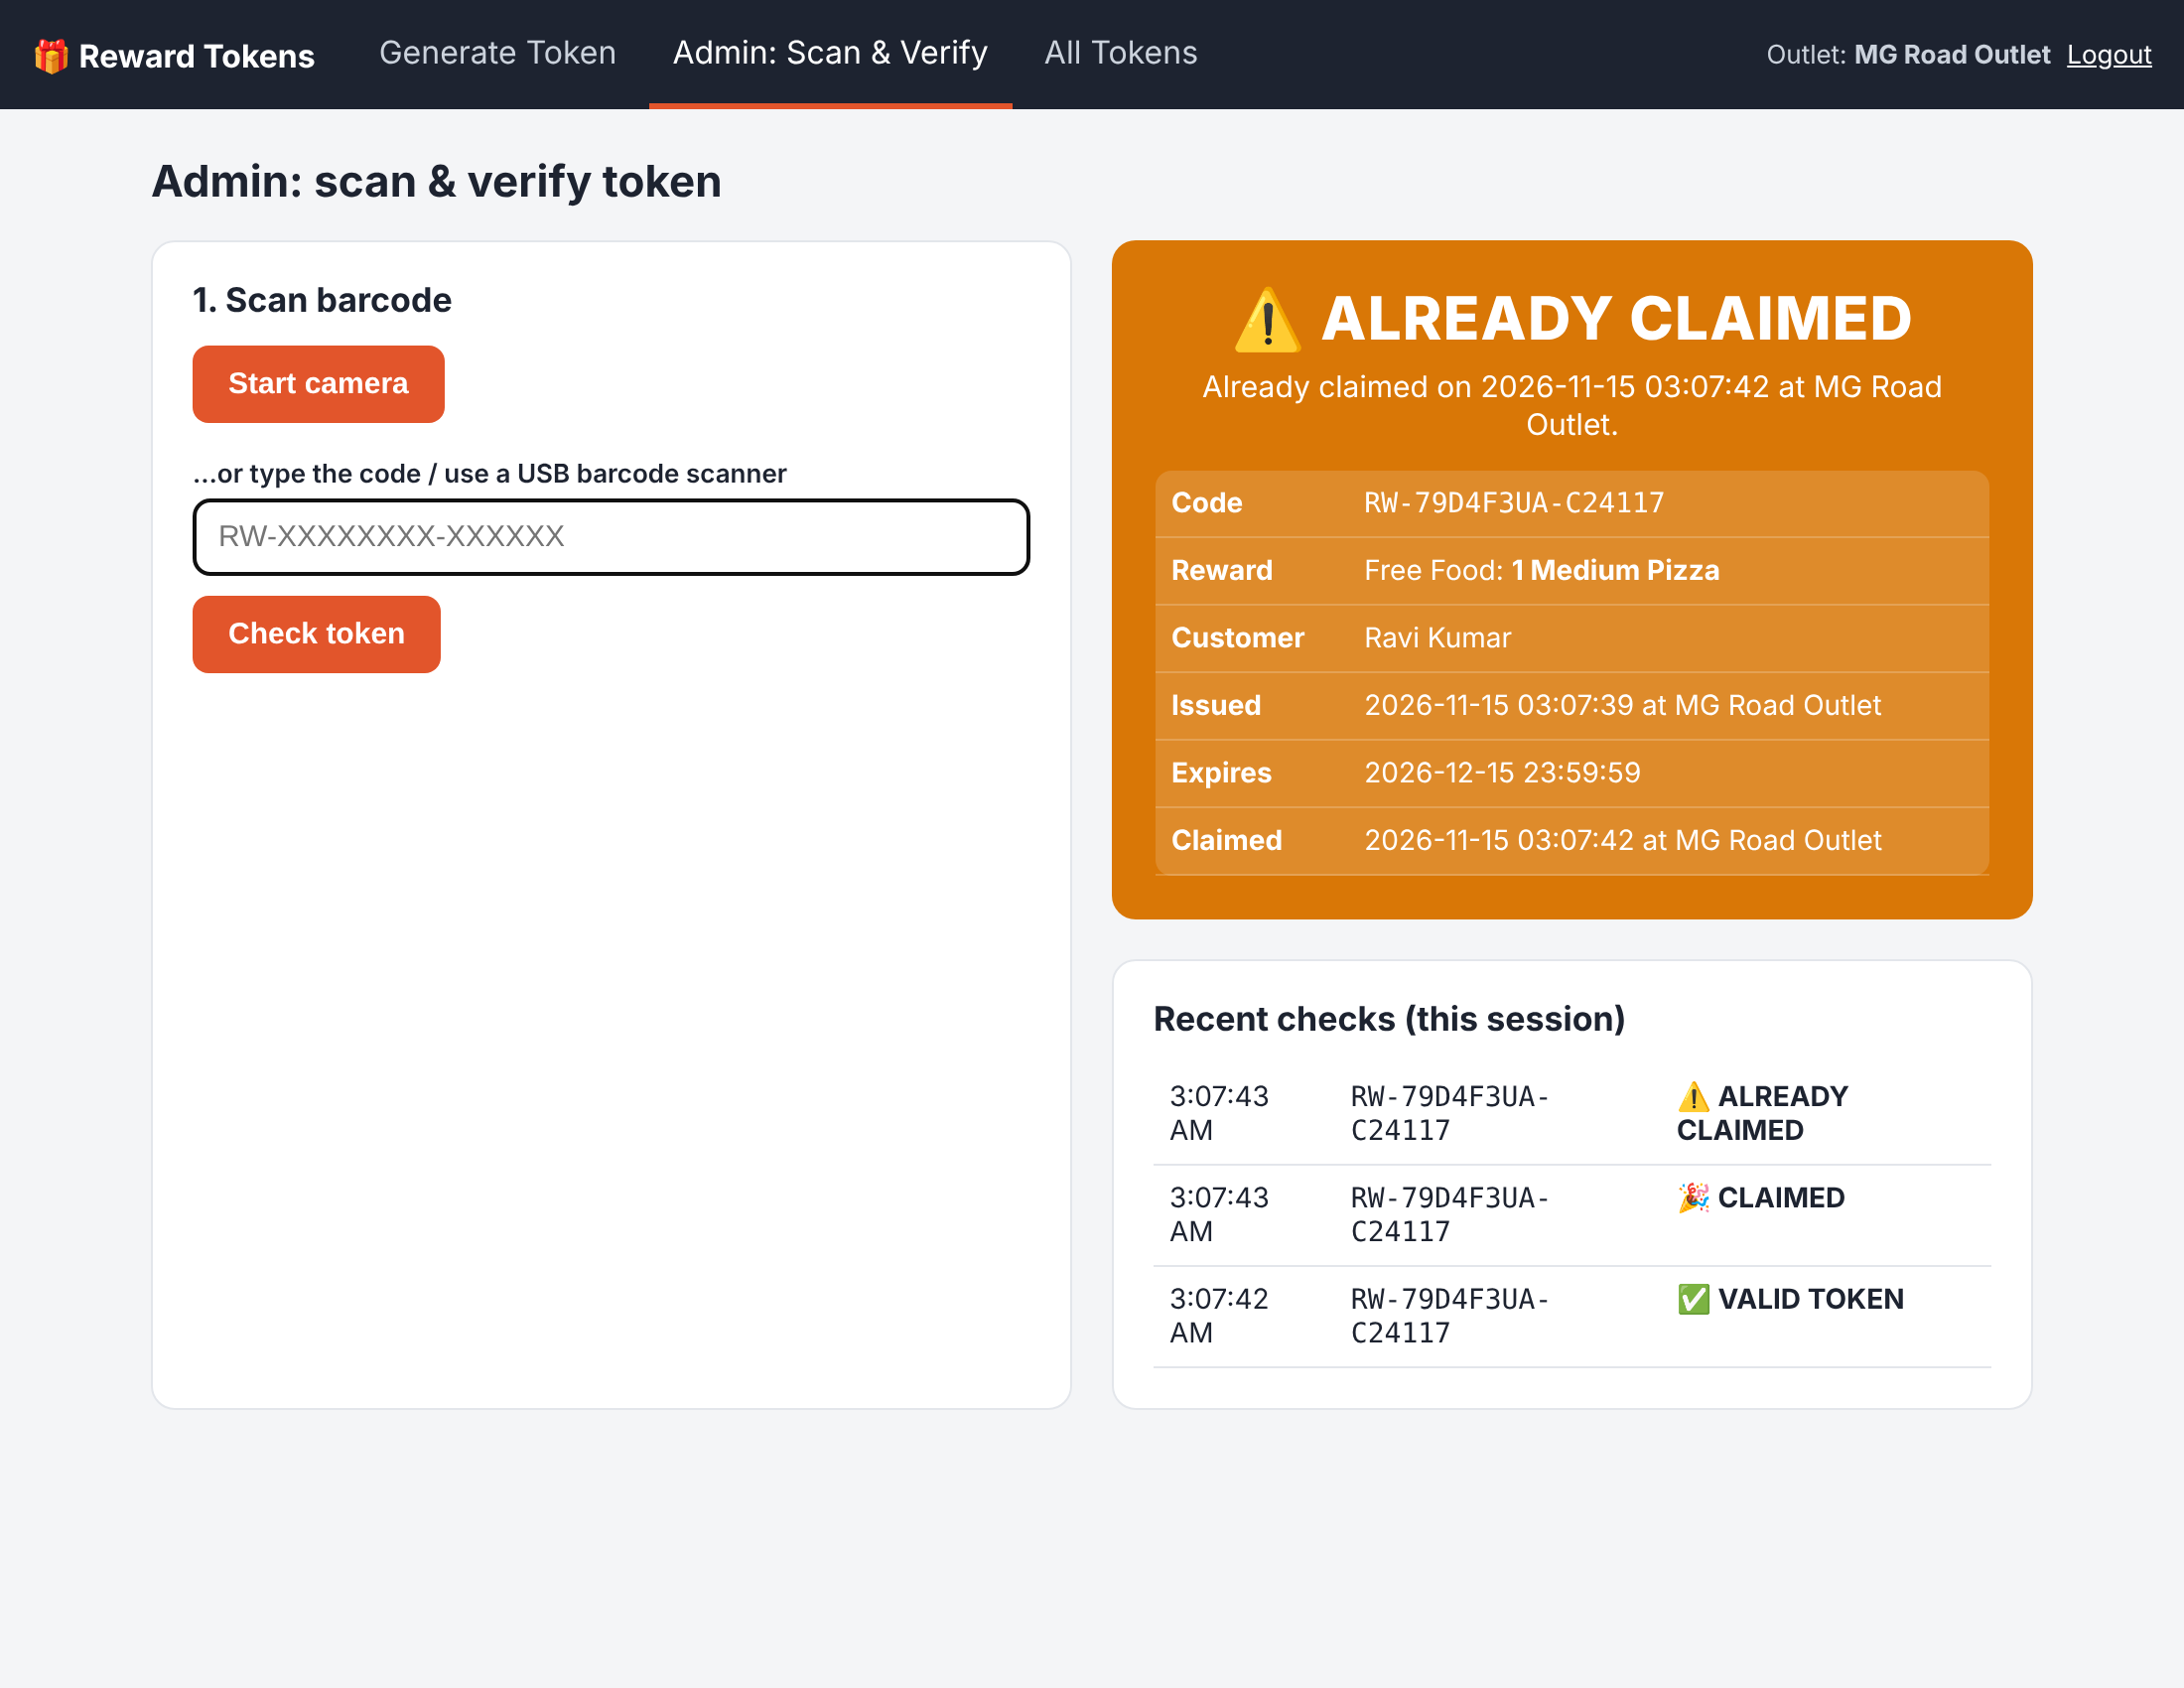 🎁 Reward Tokens Generate Token Admin: Scan & Verify All Tokens Outlet: MG Road Outlet Logout
Admin: scan & verify token
1. Scan barcode
Start camera
...or type the code / use a USB barcode scanner
RW-XXXXXXXX-XXXXXX
Check token
⚠️ ALREADY CLAIMED
Already claimed on 2026-11-15 03:07:42 at MG Road
Outlet.
Code RW-79D4F3UA-C24117
Reward Free Food: 1 Medium Pizza
Customer Ravi Kumar
Issued 2026-11-15 03:07:39 at MG Road Outlet
Expires 2026-12-15 23:59:59
Claimed 2026-11-15 03:07:42 at MG Road Outlet
Recent checks (this session)
3:07:43 RW-79D4F3UA- ⚠️ ALREADY
AM C24117 CLAIMED
3:07:43 RW-79D4F3UA- 🎉 CLAIMED
AM C24117
3:07:42 RW-79D4F3UA- ✅ VALID TOKEN
AM C24117